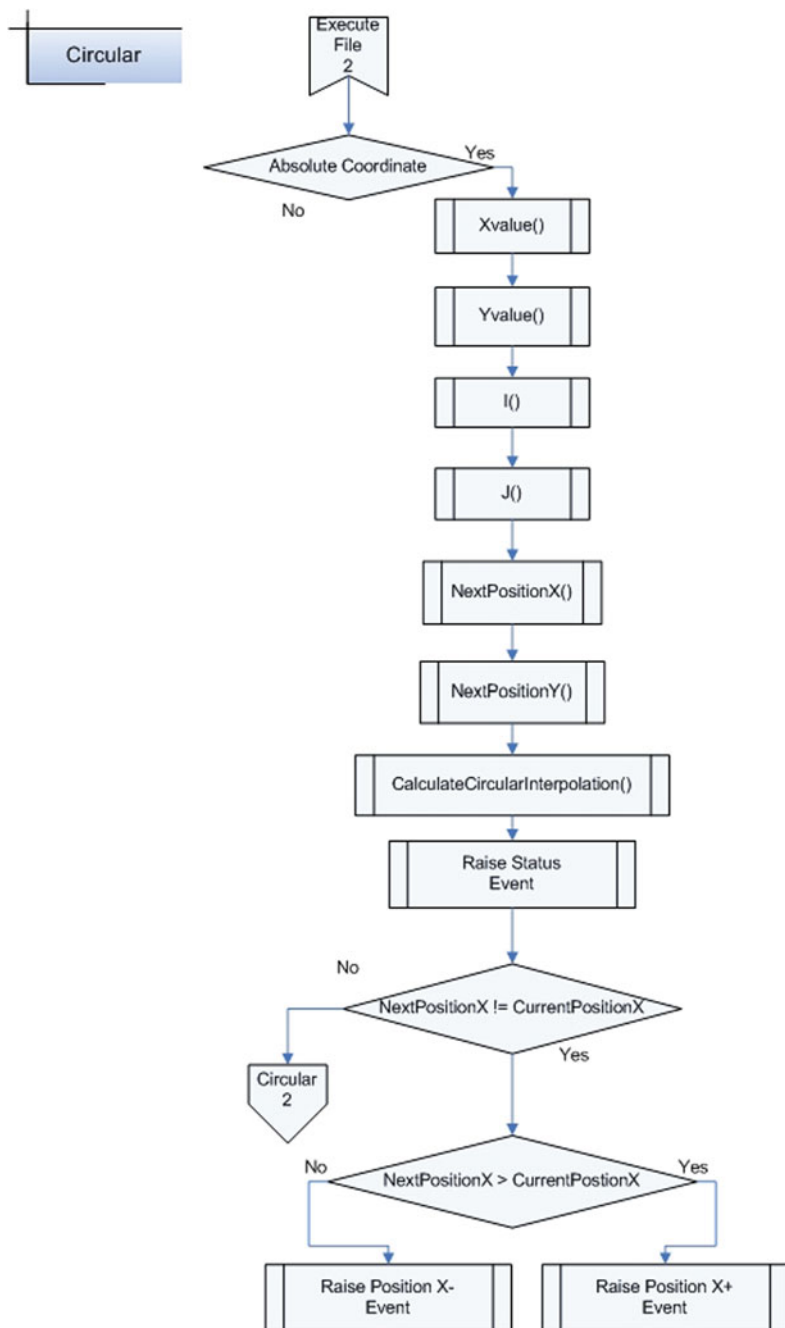 Circular
Execute
File
2
Absolute Coordinate
Yes
No
Xvalue()
Yvalue()
I()
J()
NextPositionX()
NextPositionY()
CalculateCircularInterpolation()
Raise Status
Event
No
NextPositionX != CurrentPositionX
Yes
Circular
2
No
NextPositionX > CurrentPostionX
Yes
Raise Position X-
Event
Raise Position X+
Event